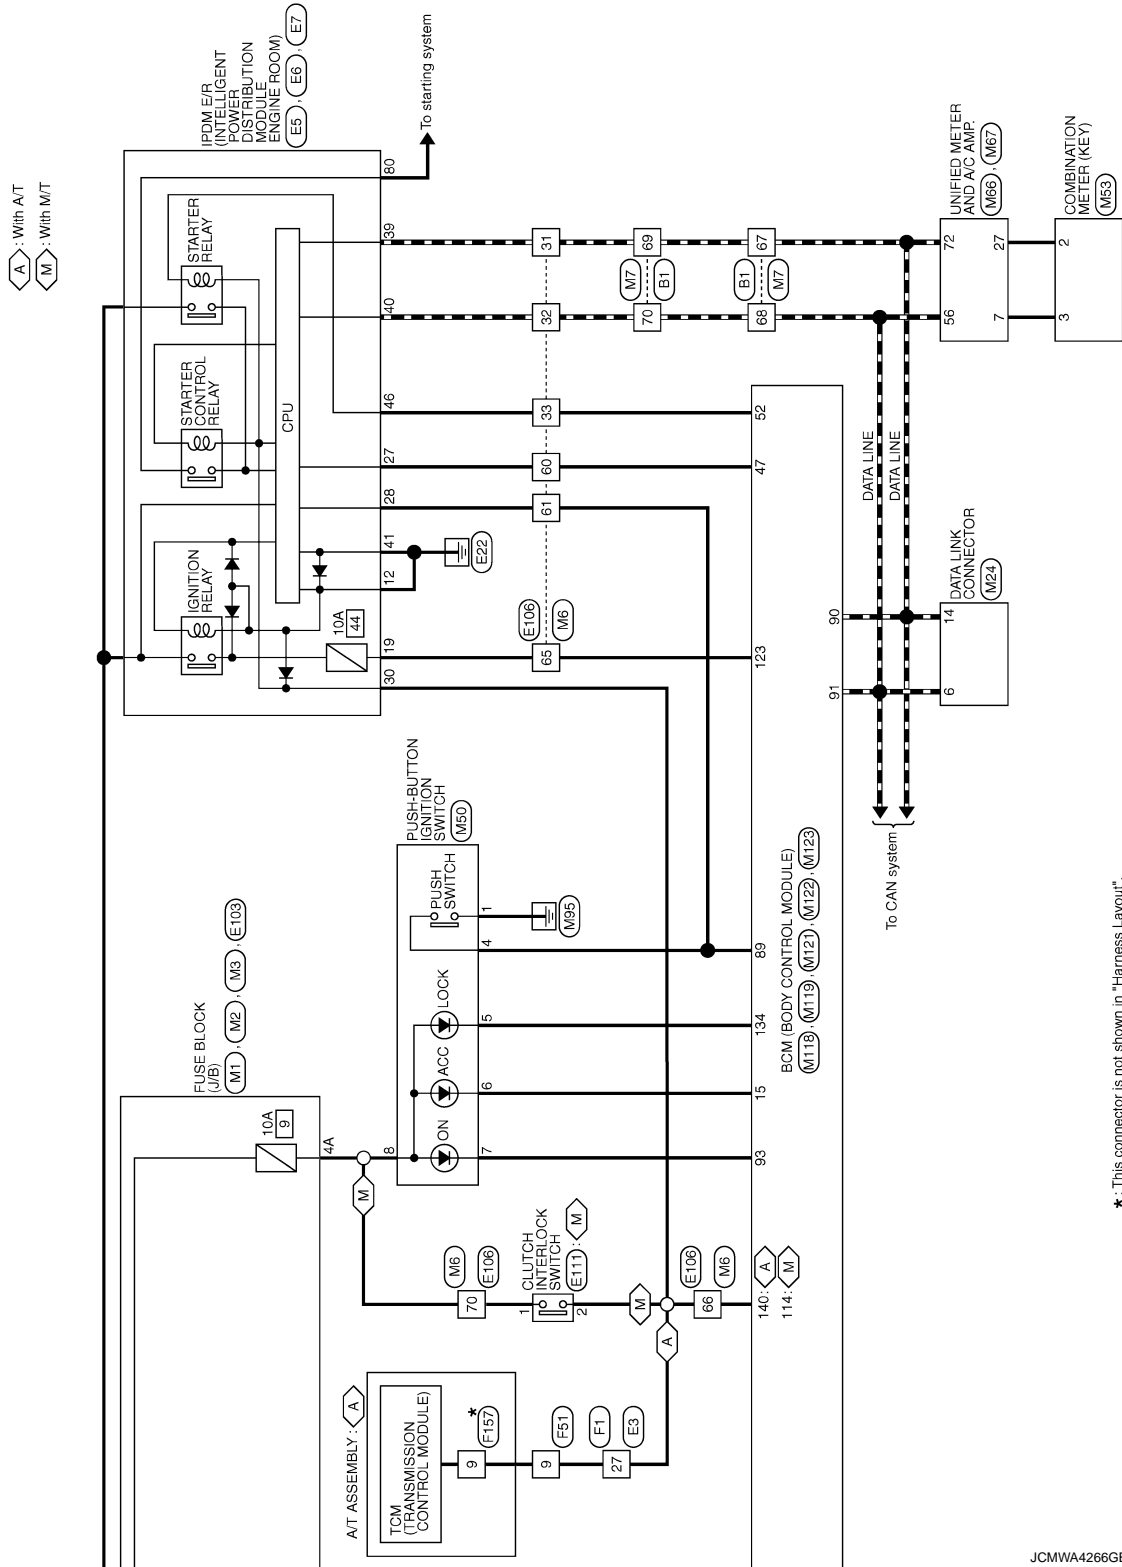 A : With A/T
M : With M/T
IPDM E/R
(INTELLIGENT
POWER
DISTRIBUTION
MODULE
ENGINE ROOM)
E5 , E6 , E7
IGNITION
RELAY
STARTER
CONTROL
RELAY
STARTER
RELAY
CPU
10A
44
30
19
12
41
28
27
46
40
39
80
To starting system
E22
65
E106
M6
61
60
33
32
31
70
69
M7
B1
68
67
B1
M7
FUSE BLOCK
(J/B)
M1 , M2 , M3 , E103
10A
9
4A
M
8
PUSH-BUTTON
IGNITION
SWITCH
M50
ON
ACC
LOCK
PUSH
SWITCH
7
6
5
4
1
M95
M6
E106
70
1
2
CLUTCH
INTERLOCK
SWITCH
E111 : M
M
A
66
E106
M6
140: A
114: M
A/T ASSEMBLY : A
TCM
(TRANSMISSION
CONTROL MODULE)
9
*
F157
9
F51
27
F1
E3
93
15
134
89
123
47
52
BCM (BODY CONTROL MODULE)
M118 , M119 , M121 , M122 , M123
91
90
DATA LINE
DATA LINE
To CAN system
6
14
DATA LINK
CONNECTOR
M24
56
72
7
27
UNIFIED METER
AND A/C AMP.
M66 , M67
3
2
COMBINATION
METER (KEY)
M53
* : This connector is not shown in "Harness Layout".
JCMWA4266GE